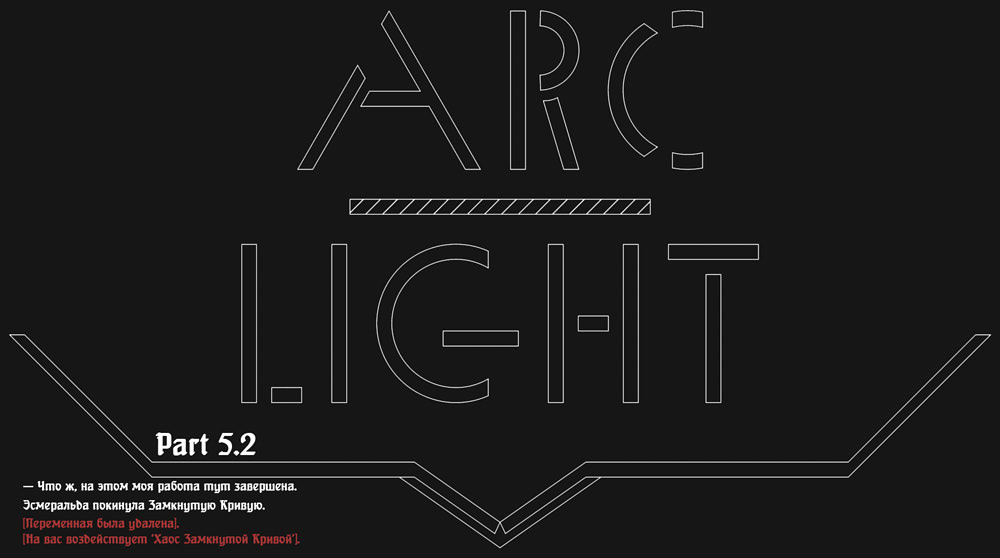 ARC
LIGHT
Part 5.2
— Что ж, на этом моя работа тут завершена.
Эсмеральда покинула Замкнутую Кривую.
[Переменная была удалена].
[На вас воздействует 'Хаос Замкнутой Кривой'].